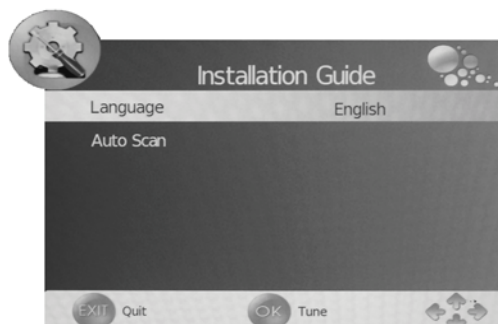 Installation Guide
Language English
Auto Scan
EXIT Quit OK Tune